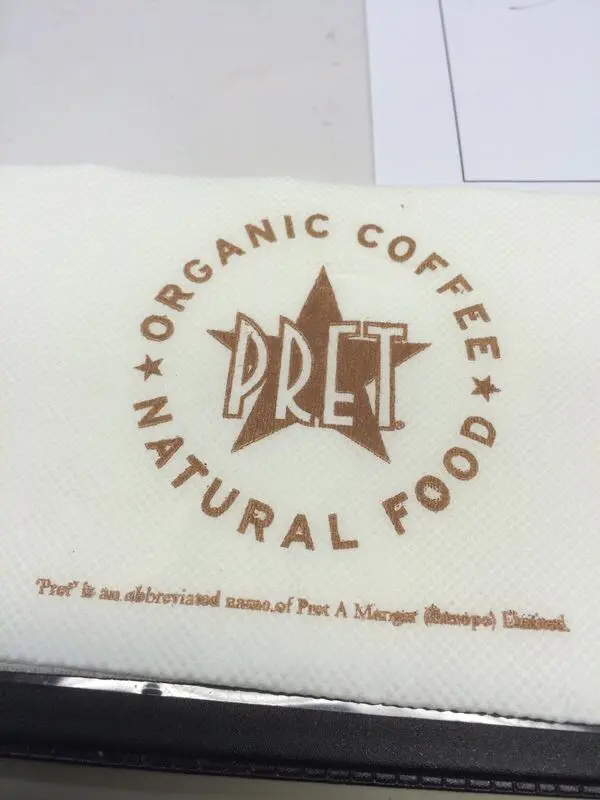 ORGANIC COFFEE
PRET
NATURAL FOOD
'Pret' is an abbreviated name of Pret A Manger (Europe) Limited.